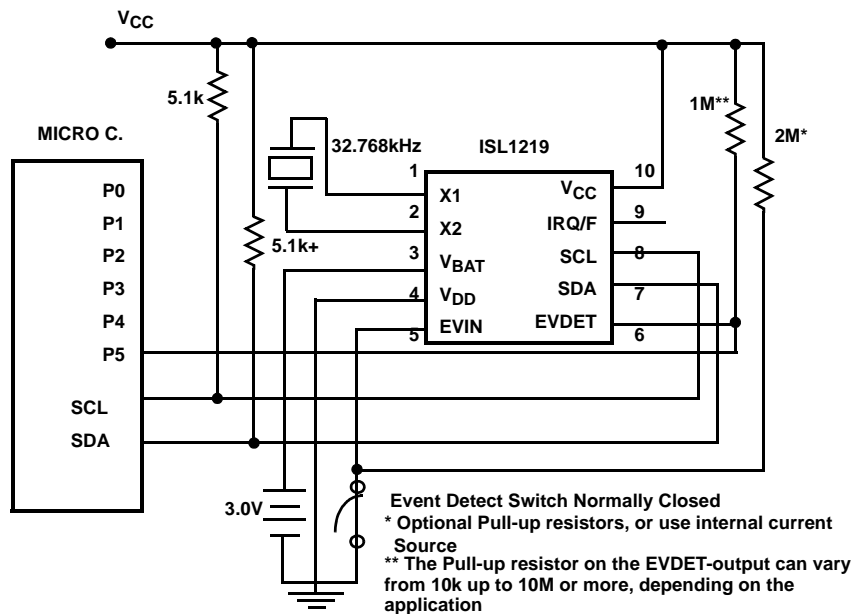 VCC
5.1k
1M**
2M*
MICRO C.
32.768kHz
ISL1219
1
10
P0
X1
VCC
P1
2
9
X2
IRQ/F
5.1k+
P2
3
8
VBAT
SCL
P3
4
7
VDD
SDA
P4
5
6
EVIN
EVDET
P5
SCL
SDA
3.0V
Event Detect Switch Normally Closed
* Optional Pull-up resistors, or use internal current
Source
** The Pull-up resistor on the EVDET-output can vary
from 10k up to 10M or more, depending on the
application